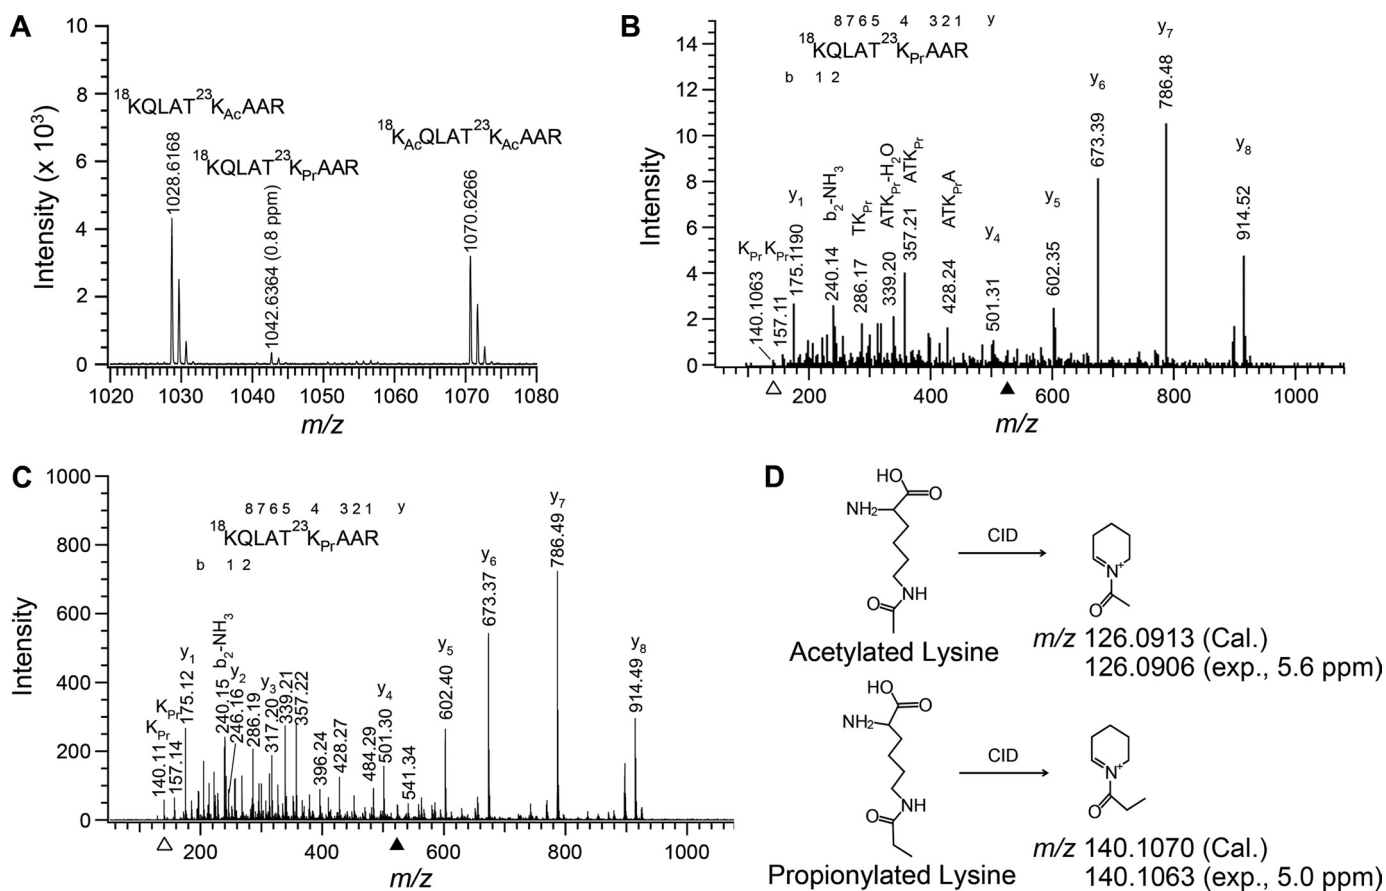 A
10
8
6
4
2
0
Intensity (x 10³)
¹⁸KQLAT²³K_AcAAR
1028.6168
¹⁸KQLAT²³K_PrAAR
1042.6364 (0.8 ppm)
¹⁸K_AcQLAT²³K_AcAAR
1070.6266
1020 1030 1040 1050 1060 1070 1080
m/z
B
14
12
10
8
6
4
2
0
Intensity
8 7 6 5 4 3 2 1 y
¹⁸KQLAT²³K_PrAAR
b 1 2
K_Pr
140.1063
K_Pr
157.11
y₁
175.1190
b₂-NH₃
240.14
TK_Pr
286.17
ATK_Pr-H₂O
339.20
ATK_Pr
357.21
ATK_PrA
428.24
y₄
501.31
y₅
602.35
y₆
673.39
y₇
786.48
y₈
914.52
200 400 600 800 1000
m/z
C
1000
800
600
400
200
0
Intensity
8 7 6 5 4 3 2 1 y
¹⁸KQLAT²³K_PrAAR
b 1 2
K_Pr
140.11
K_Pr
157.14
y₁
175.12
b₂-NH₃
240.15
y₂
246.16
286.19
y₃
317.20
339.21
357.22
396.24
428.27
484.29
y₄
501.30
541.34
y₅
602.40
y₆
673.37
y₇
786.49
y₈
914.49
200 400 600 800 1000
m/z
D
HO
O
NH₂
NH
O
CID
N⁺
O
Acetylated Lysine
m/z 126.0913 (Cal.)
126.0906 (exp., 5.6 ppm)
HO
O
NH₂
NH
O
CID
N⁺
O
Propionylated Lysine
m/z 140.1070 (Cal.)
140.1063 (exp., 5.0 ppm)